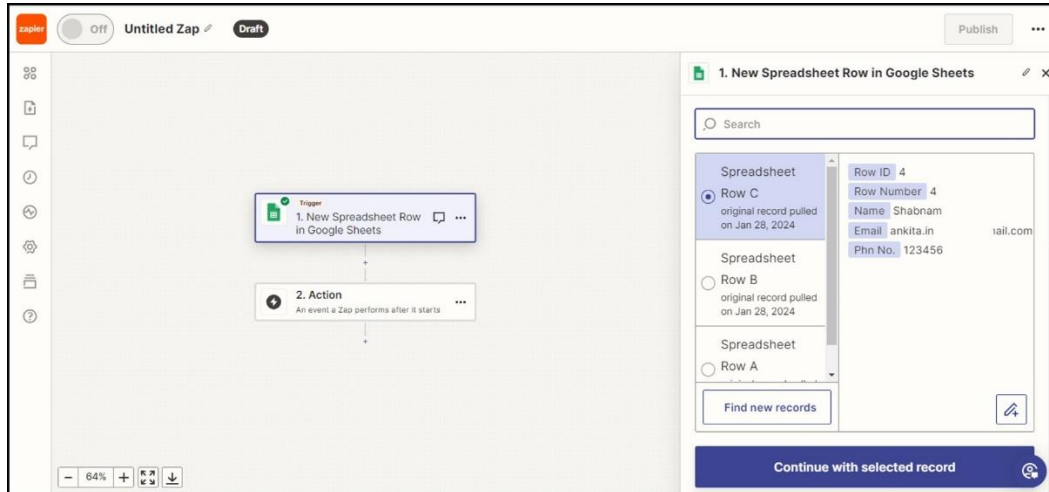 zapier
Off
Untitled Zap
Draft
Publish
1. New Spreadsheet Row in Google Sheets
Search
Spreadsheet
Row C
original record pulled
on Jan 28, 2024
Spreadsheet
Row B
original record pulled
on Jan 28, 2024
Spreadsheet
Row A
Find new records
Row ID 4
Row Number 4
Name Shabnam
Email ankita.in ail.com
Phn No. 123456
Continue with selected record
Trigger
1. New Spreadsheet Row
in Google Sheets
2. Action
An event a Zap performs after it starts
64%